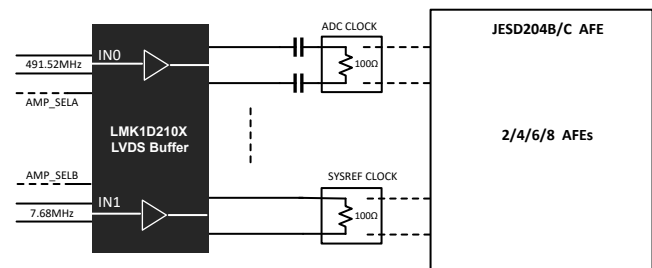 ADC CLOCK
JESD204B/C AFE
IN0
491.52MHz
100Ω
AMP_SELA
LMK1D210X
LVDS Buffer
2/4/6/8 AFEs
AMP_SELB
SYSREF CLOCK
IN1
7.68MHz
100Ω